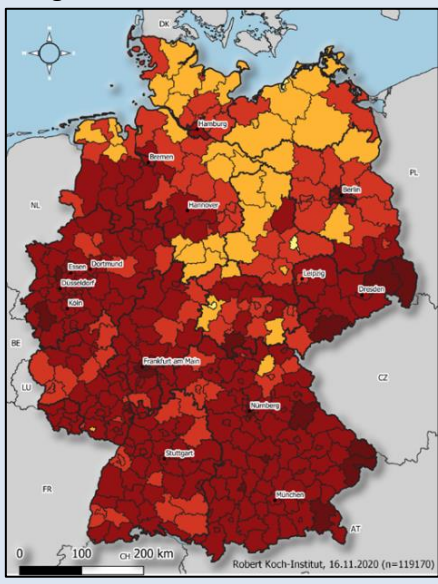 DK
Hamburg
Bremen
PL
Berlin
NL
Hannover
Essen
Dortmund
Düsseldorf
Leipzig
Dresden
Köln
BE
Frankfurt am Main
LU
CZ
Nürnberg
Stuttgart
FR
München
AT
CH
0 100 200 km
Robert Koch-Institut, 16.11.2020 (n=119170)